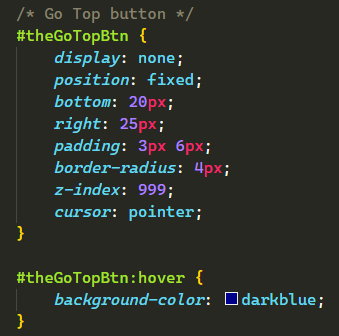 /* Go Top button */
#theGoTopBtn {
    display: none;
    position: fixed;
    bottom: 20px;
    right: 25px;
    padding: 3px 6px;
    border-radius: 4px;
    z-index: 999;
    cursor: pointer;
}

#theGoTopBtn:hover {
    background-color: darkblue;
}